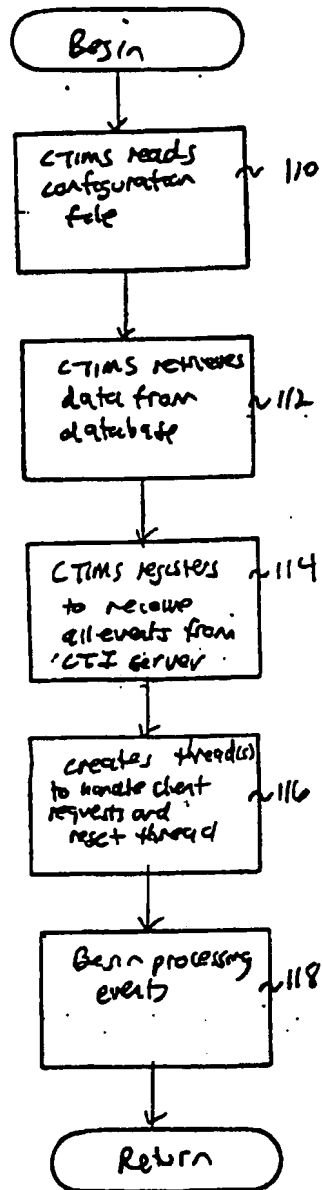 Begin
CTIMS reads
configuration
file
110
CTIMS retrieves
data from
database
112
CTIMS registers
to receive
all events from
CTI server
114
creates thread(s)
to handle client
requests and
reset thread
116
Begin processing
events
118
Return